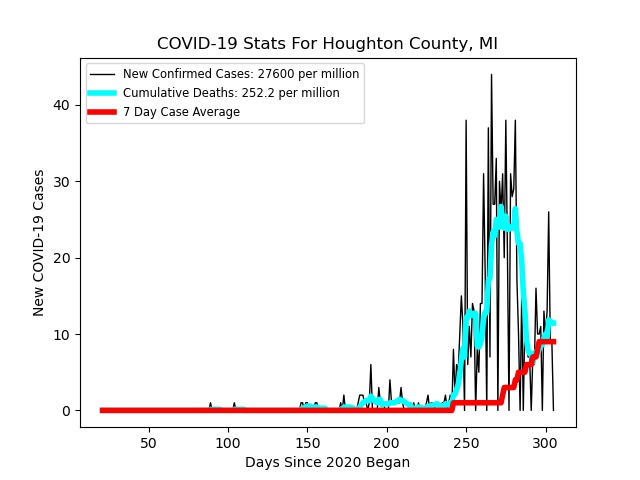 COVID-19 Stats For Houghton County, MI
New Confirmed Cases: 27600 per million
Cumulative Deaths: 252.2 per million
7 Day Case Average
New COVID-19 Cases
40
30
20
10
0
50 100 150 200 250 300
Days Since 2020 Began